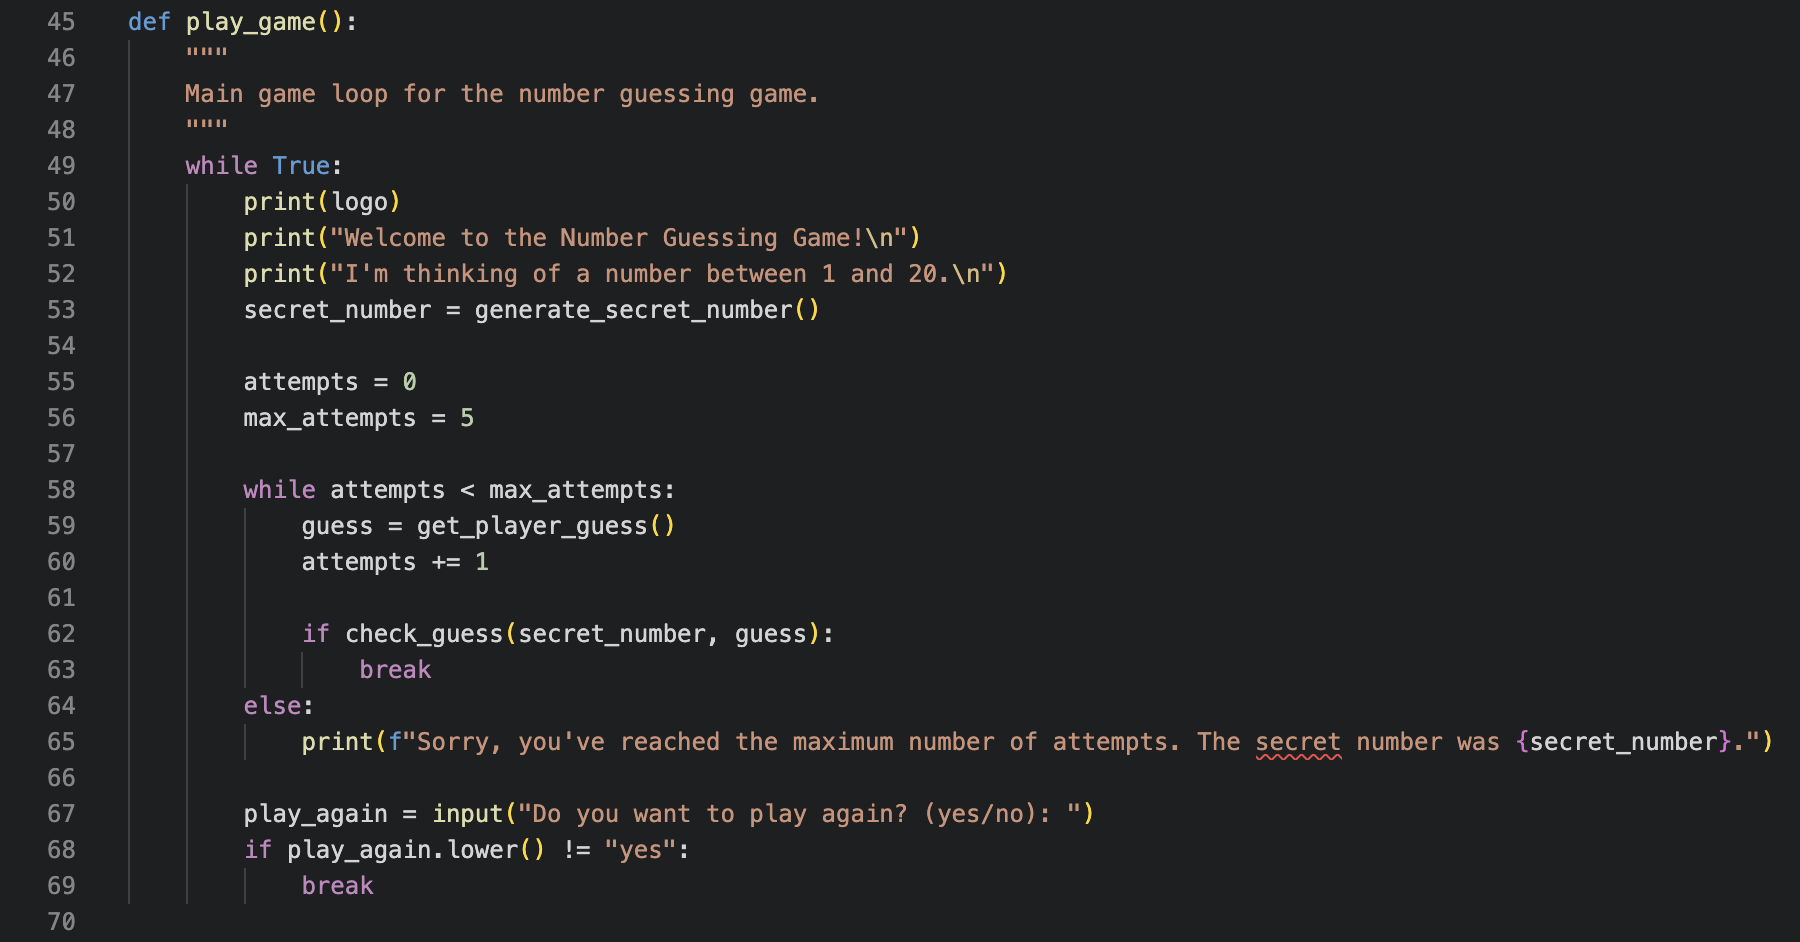 45 def play_game():
46     """
47     Main game loop for the number guessing game.
48     """
49     while True:
50         print(logo)
51         print("Welcome to the Number Guessing Game!\n")
52         print("I'm thinking of a number between 1 and 20.\n")
53         secret_number = generate_secret_number()
54
55         attempts = 0
56         max_attempts = 5
57
58         while attempts < max_attempts:
59             guess = get_player_guess()
60             attempts += 1
61
62             if check_guess(secret_number, guess):
63                 break
64         else:
65             print(f"Sorry, you've reached the maximum number of attempts. The secret number was {secret_number}.")
66
67         play_again = input("Do you want to play again? (yes/no): ")
68         if play_again.lower() != "yes":
69             break
70